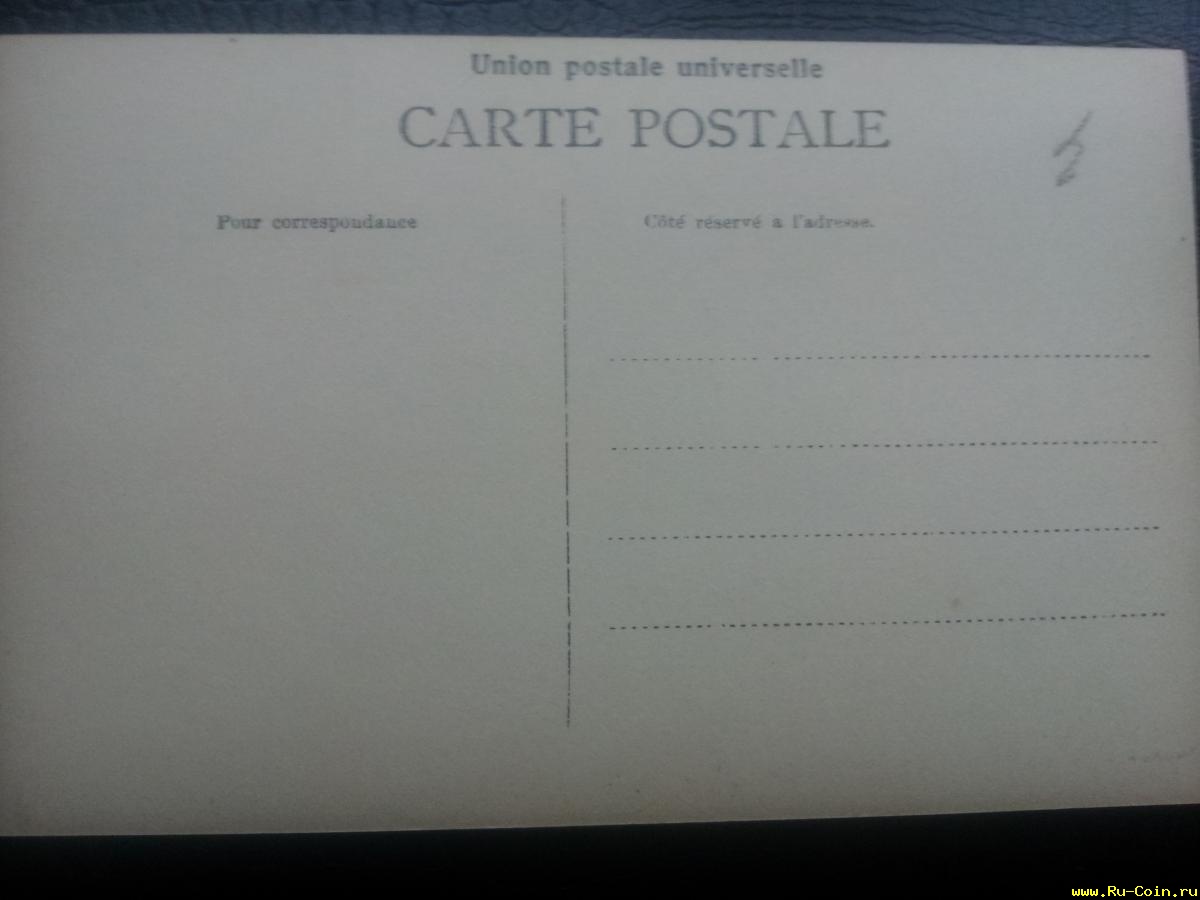 Union postale universelle
CARTE POSTALE
Pour correspondance
Côté réservé a l'adresse.
www.Ru-Coin.ru